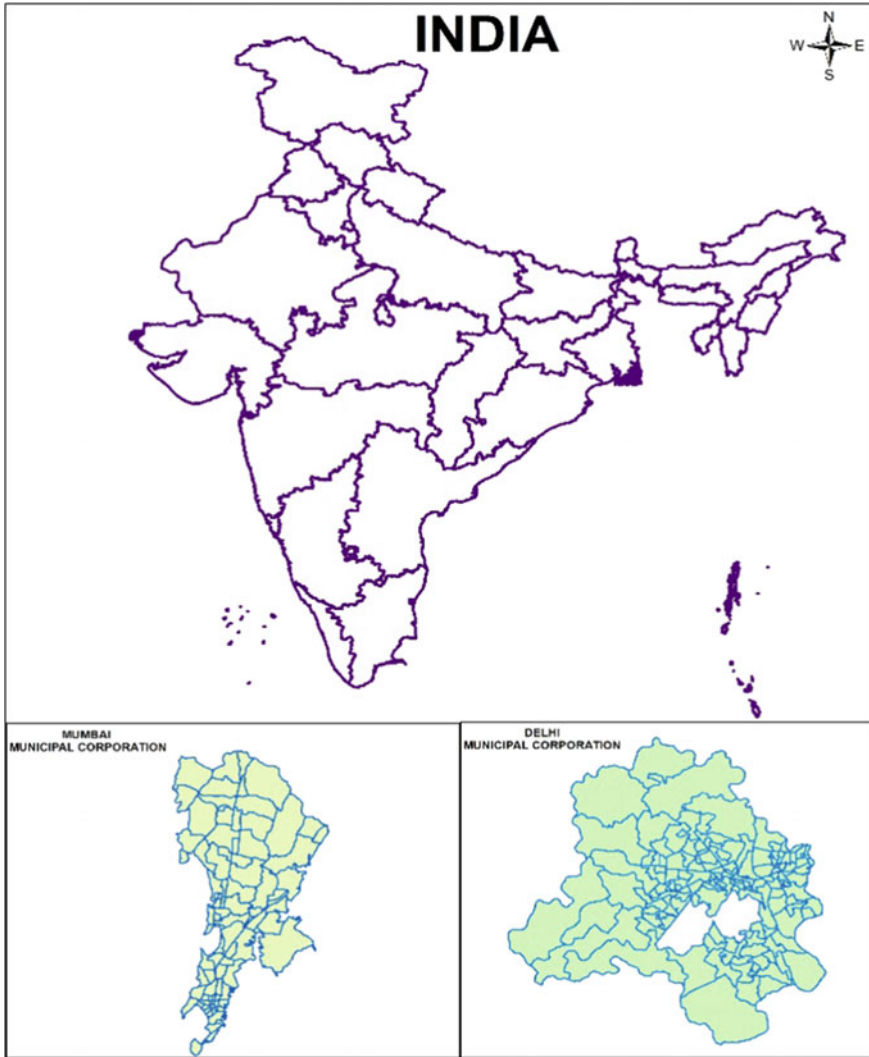 INDIA
N
W E
S
MUMBAI
MUNICIPAL CORPORATION
DELHI
MUNICIPAL CORPORATION